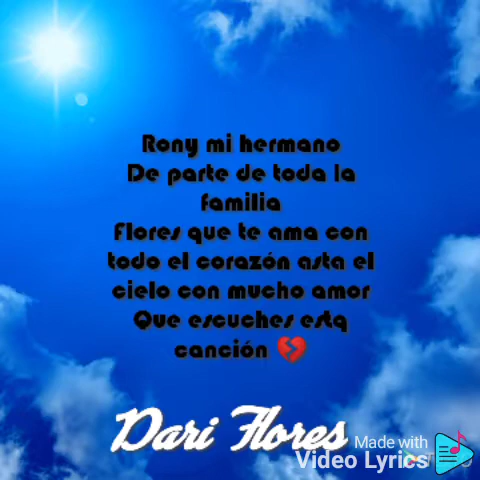 Rony mi hermano
De parte de toda la
familia
Flores que te ama con
todo el corazón asta el
cielo con mucho amor
Que escuches estq
canción 💔
Dari Flores
Made with
Video Lyrics